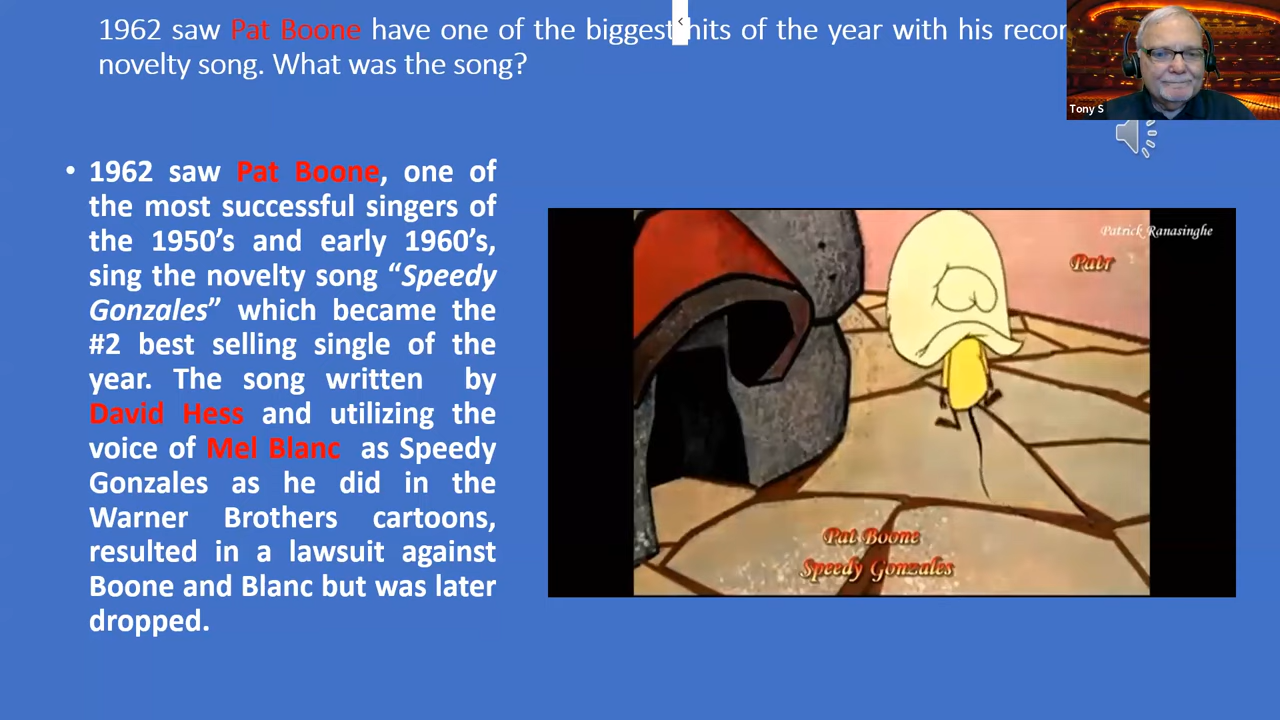 1962 saw Pat Boone have one of the biggest hits of the year with his
novelty song. What was the song?
Tony S
• 1962 saw Pat Boone, one of
the most successful singers of
the 1950’s and early 1960’s,
sing the novelty song “Speedy
Gonzales” which became the
#2 best selling single of the
year. The song written by
David Hess and utilizing the
voice of Mel Blanc as Speedy
Gonzales as he did in the
Warner Brothers cartoons,
resulted in a lawsuit against
Boone and Blanc but was later
dropped.
Patrick Ranasinghe
Patr
Pat Boone
Speedy Gonzales